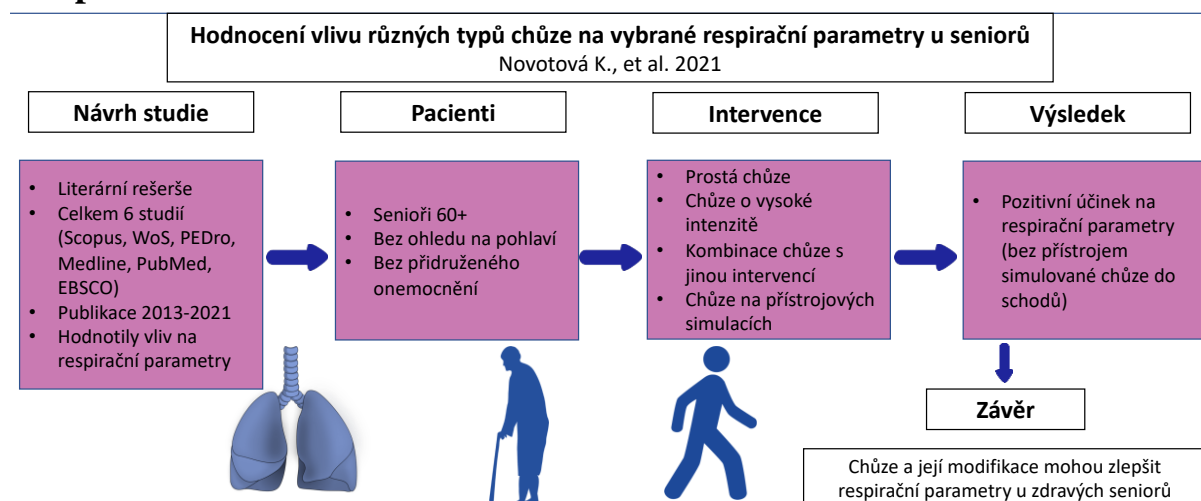 Hodnocení vlivu různých typů chůze na vybrané respirační parametry u seniorů
Novotová K., et al. 2021
Návrh studie
• Literární rešerše
• Celkem 6 studií
(Scopus, WoS, PEDro,
Medline, PubMed,
EBSCO)
• Publikace 2013-2021
• Hodnotily vliv na
respirační parametry
Pacienti
• Senioři 60+
• Bez ohledu na pohlaví
• Bez přidruženého
onemocnění
Intervence
• Prostá chůze
• Chůze o vysoké
intenzitě
• Kombinace chůze s
jinou intervencí
• Chůze na přístrojových
simulacích
Výsledek
• Pozitivní účinek na
respirační parametry
(bez přístrojem
simulované chůze do
schodů)
Závěr
Chůze a její modifikace mohou zlepšit
respirační parametry u zdravých seniorů